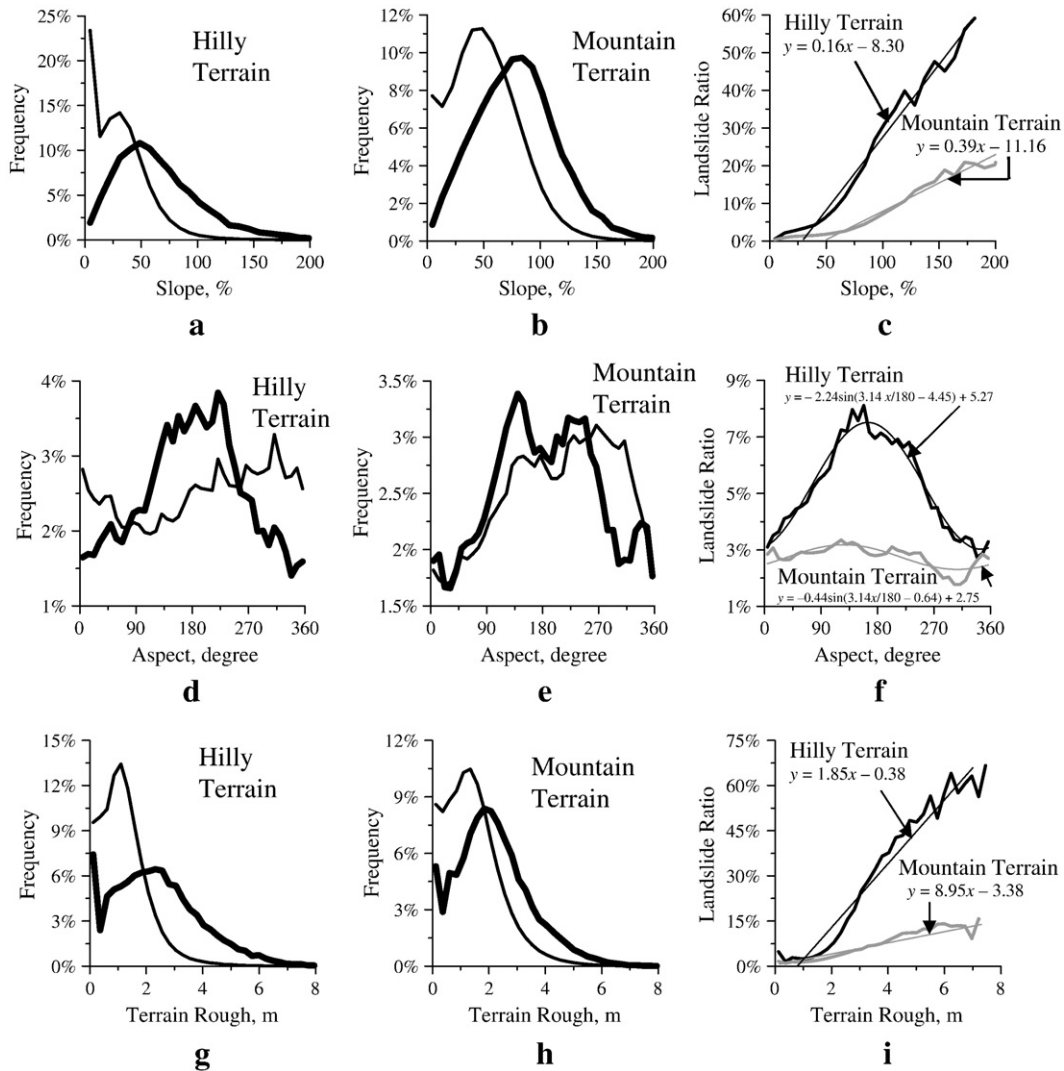 25%
20%
15%
10%
5%
0%
Frequency
Hilly
Terrain
0 50 100 150 200
Slope, %
a
12%
10%
8%
6%
4%
2%
0%
Frequency
Mountain
Terrain
0 50 100 150 200
Slope, %
b
60%
50%
40%
30%
20%
10%
0%
Landslide Ratio
Hilly Terrain
y = 0.16x – 8.30
Mountain Terrain
y = 0.39x – 11.16
0 50 100 150 200
Slope, %
c
4%
3%
2%
1%
Frequency
Hilly
Terrain
0 90 180 270 360
Aspect, degree
d
3.5%
3%
2.5%
2%
1.5%
Frequency
Mountain
Terrain
0 90 180 270 360
Aspect, degree
e
9%
7%
5%
3%
1%
Landslide Ratio
Hilly Terrain
y = – 2.24sin(3.14 x/180 – 4.45) + 5.27
Mountain Terrain
y = –0.44sin(3.14x/180 – 0.64) + 2.75
0 90 180 270 360
Aspect, degree
f
15%
12%
9%
6%
3%
0%
Frequency
Hilly
Terrain
0 2 4 6 8
Terrain Rough, m
g
12%
9%
6%
3%
0%
Frequency
Mountain
Terrain
0 2 4 6 8
Terrain Rough, m
h
75%
60%
45%
30%
15%
0%
Landslide Ratio
Hilly Terrain
y = 1.85x – 0.38
Mountain Terrain
y = 8.95x – 3.38
0 2 4 6 8
Terrain Rough, m
i